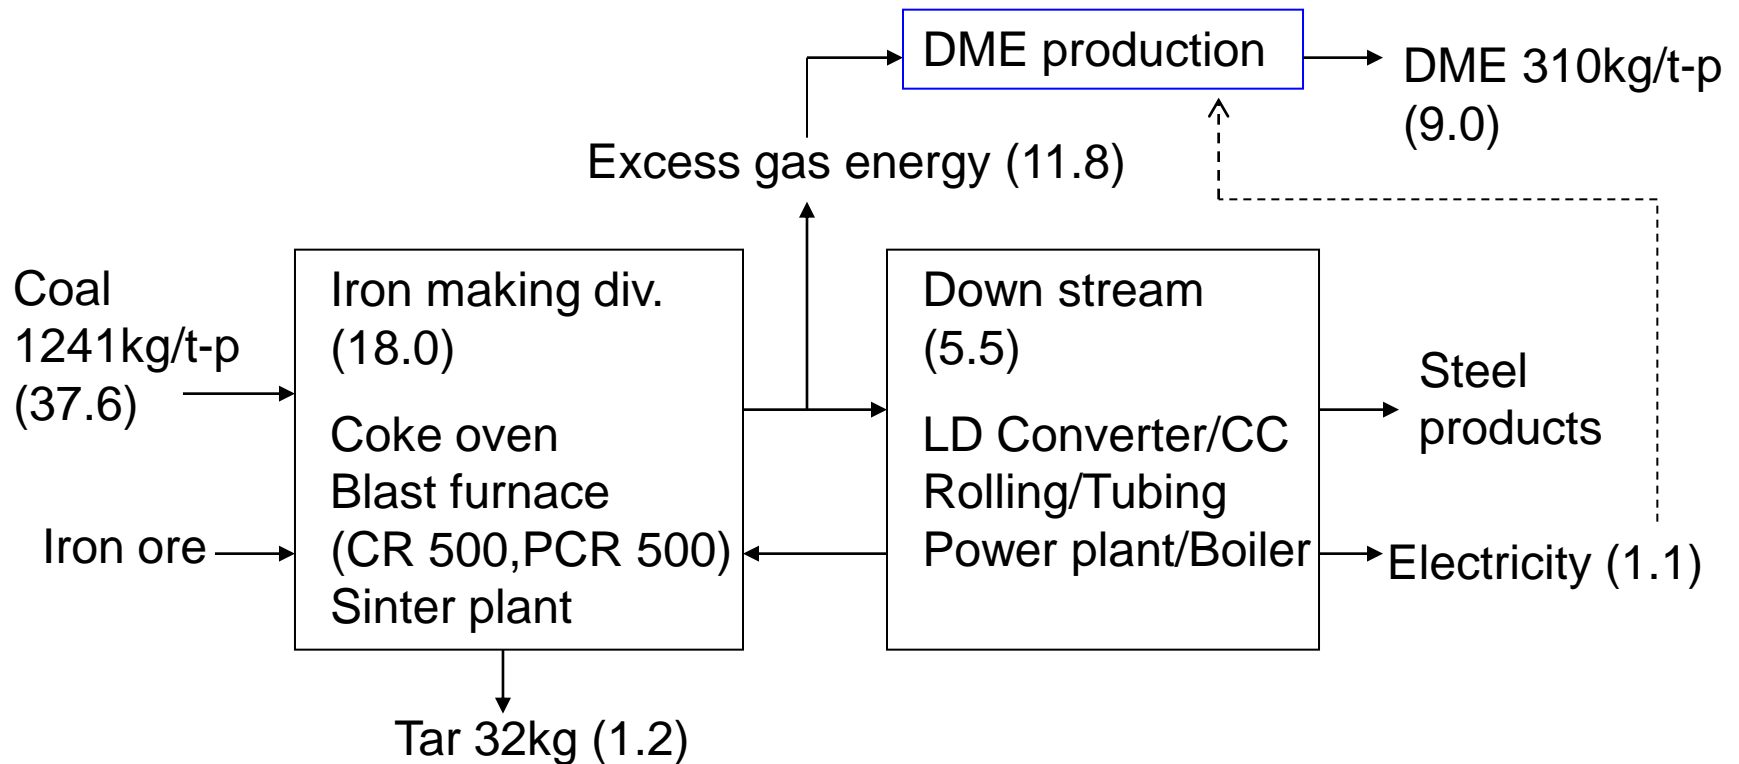 DME production
DME 310kg/t-p
(9.0)
Excess gas energy (11.8)
Coal
1241kg/t-p
(37.6)
Iron ore
Iron making div.
(18.0)
Coke oven
Blast furnace
(CR 500,PCR 500)
Sinter plant
Down stream
(5.5)
LD Converter/CC
Rolling/Tubing
Power plant/Boiler
Steel
products
Electricity (1.1)
Tar 32kg (1.2)